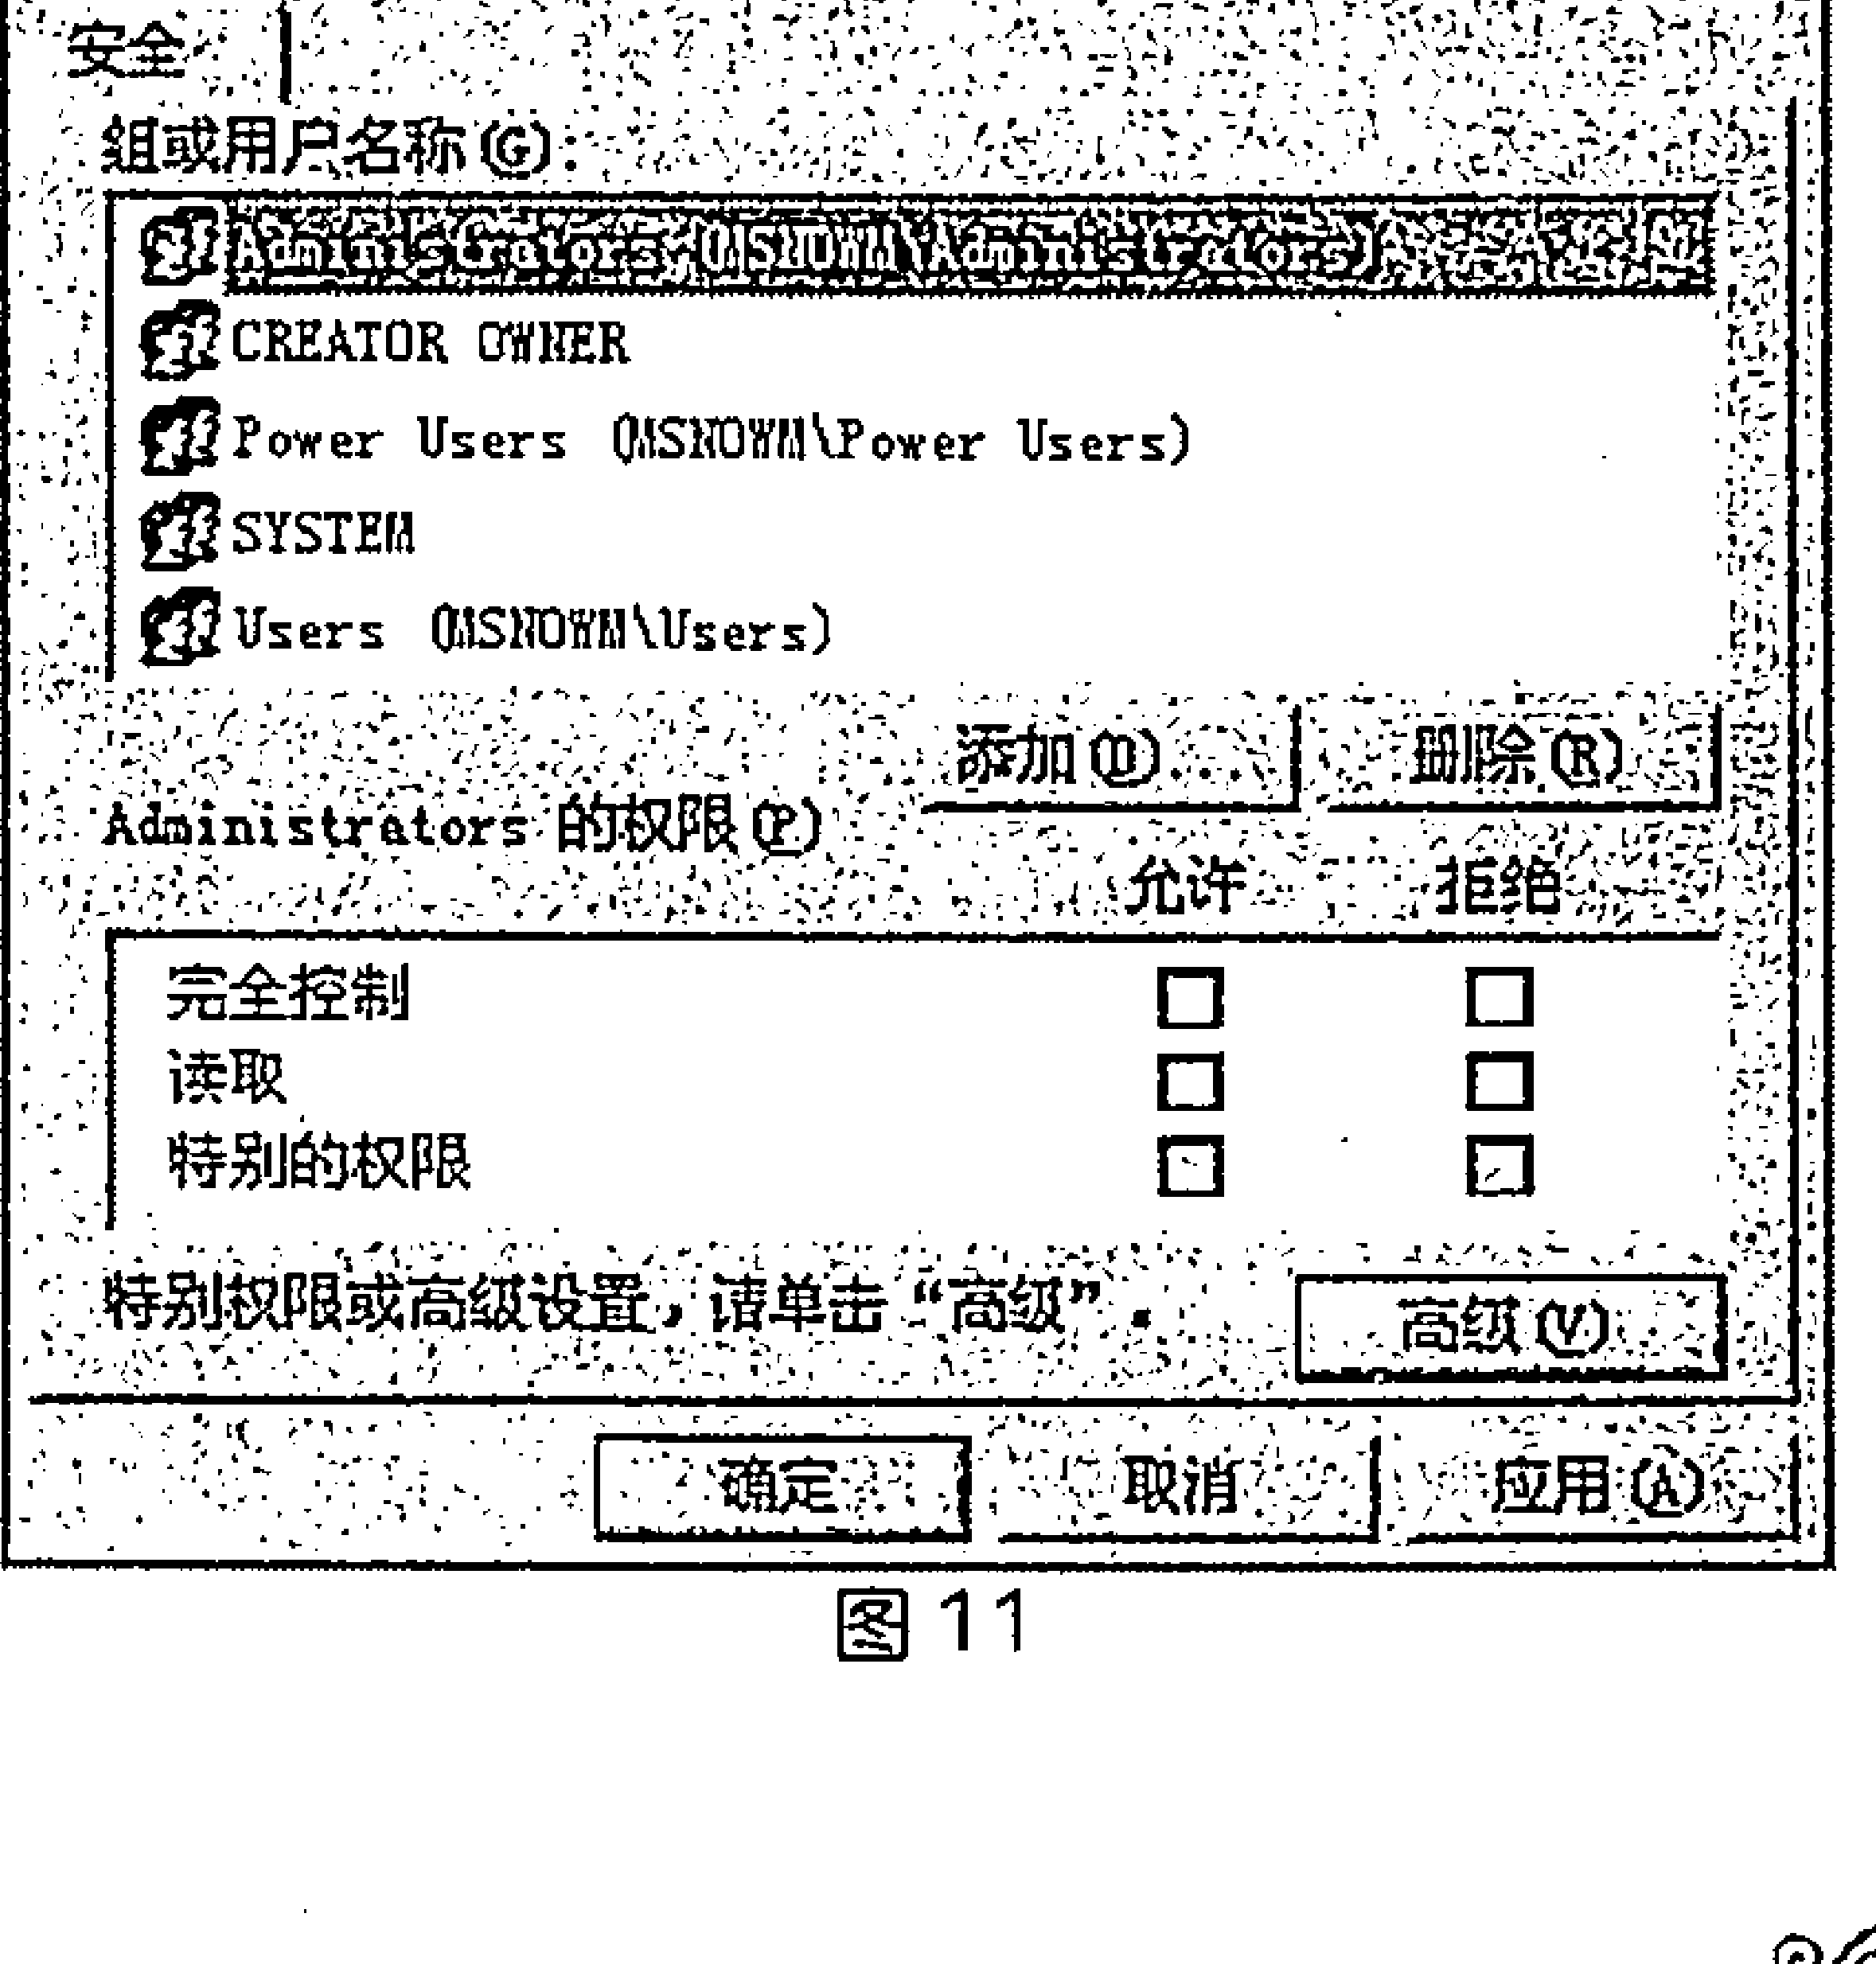 安全
组或用户名称(G):
Administrators (MSNOWM\Administrators)
CREATOR OWNER
Power Users (MSNOWM\Power Users)
SYSTEM
Users (MSNOWM\Users)
添加(D)... 删除(R)
Administrators 的权限(P)
允许 拒绝
完全控制
读取
特别的权限
特别权限或高级设置，请单击“高级”。
高级(V)
确定 取消 应用(A)
图 11